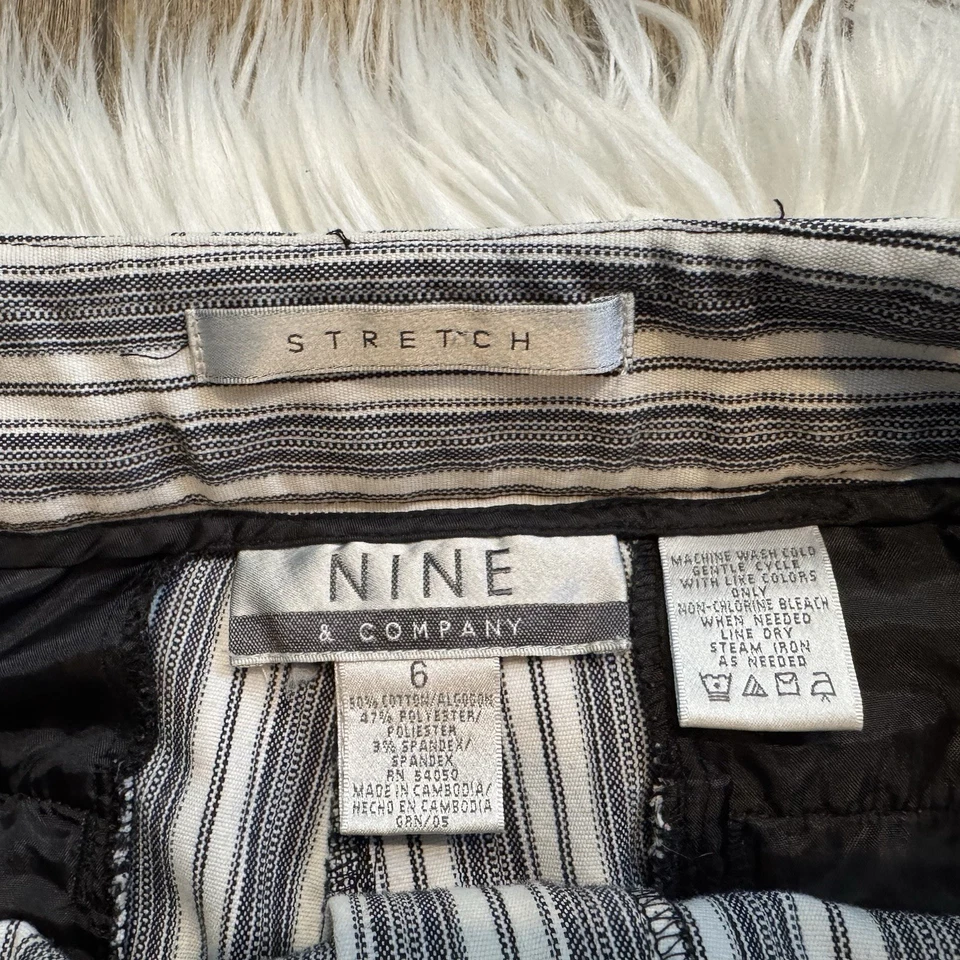 STRETCH
NINE
& COMPANY
6
50% COTTON/ALGODON
47% POLYESTER/
POLIESTER
3% SPANDEX/
SPANDEX
RN 54050
MADE IN CAMBODIA/
HECHO EN CAMBODIA
GRN/05
MACHINE WASH COLD
GENTLE CYCLE
WITH LIKE COLORS
ONLY
NON-CHLORINE BLEACH
WHEN NEEDED
LINE DRY
STEAM IRON
AS NEEDED